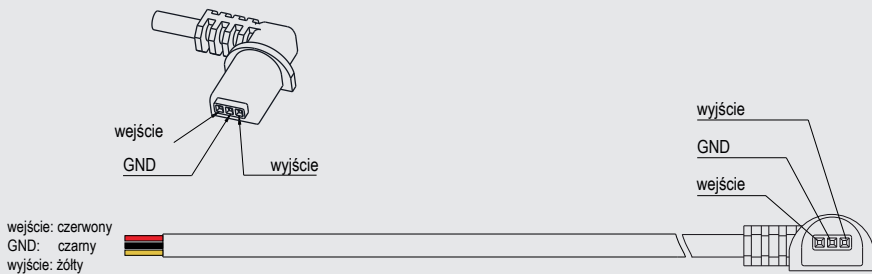 wejście
GND
wyjście
wyjście
GND
wejście
wejście: czerwony
GND: czarny
wyjście: żółty